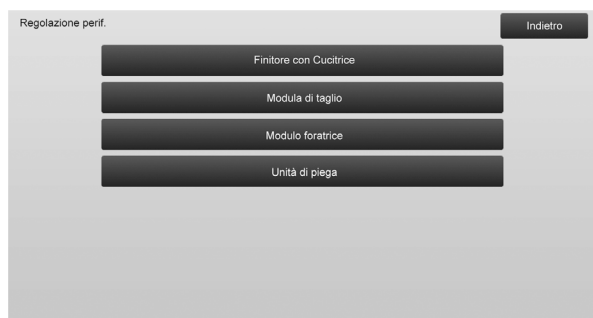 Regolazione perif.
Indietro
Finitore con Cucitrice
Modula di taglio
Modulo foratrice
Unità di piega